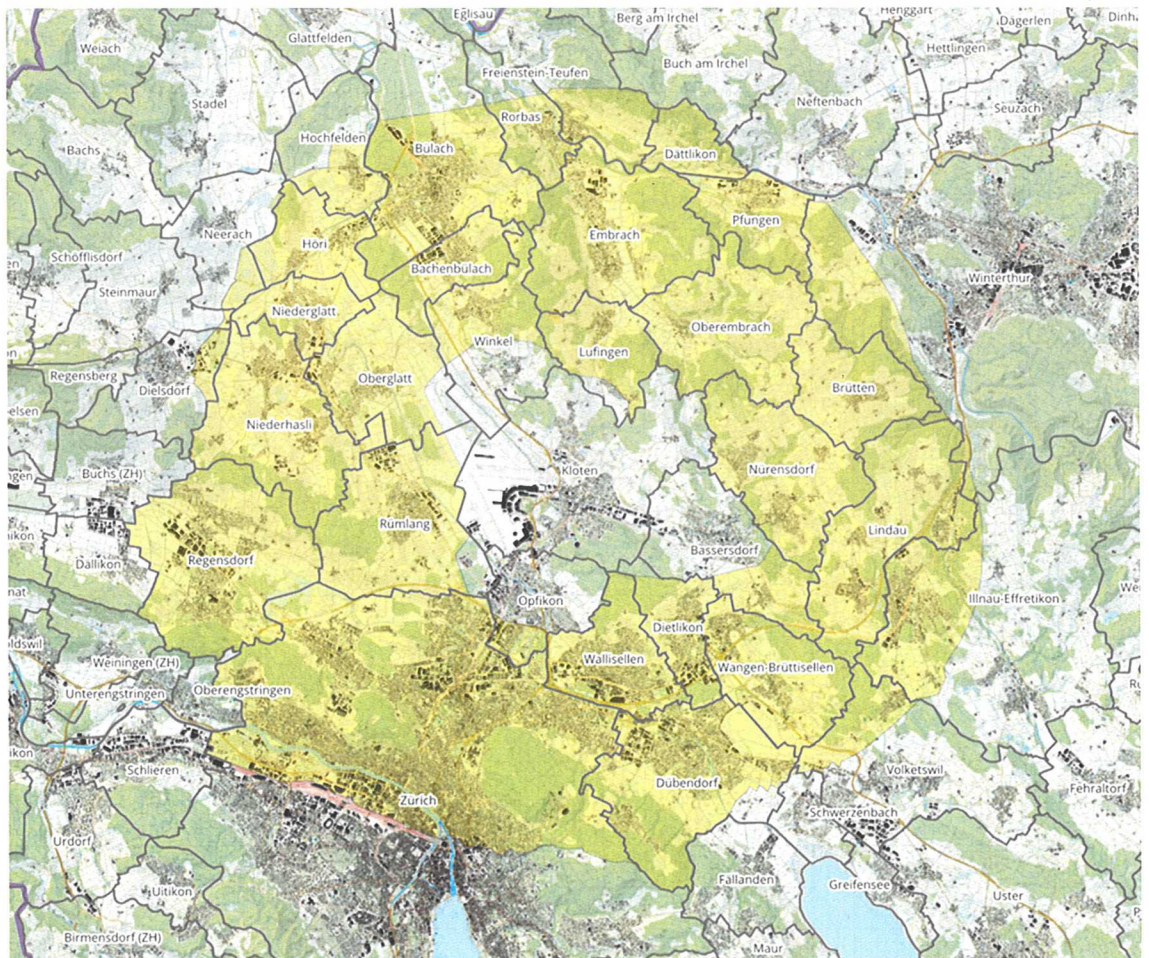 Eglisau
Berg am Irchel
Henggart
Dägerlen
Weiach
Glattfelden
Hettlingen
Buch am Irchel
Freienstein-Teufen
Stadel
Neftenbach
Seuzach
Rorbas
Hochfelden
Bülach
Bachs
Dättlikon
Pfungen
Neerach
Höri
Embrach
Schöfflisdorf
Bachenbülach
Winterthur
Steinmaur
Niederglatt
Oberembrach
Winkel
Lufingen
Regensberg
Dielsdorf
Oberglatt
Brütten
Niederhasli
Buchs (ZH)
Kloten
Nürensdorf
Rümlang
Lindau
Bassersdorf
Regensdorf
Dällikon
Opfikon
Illnau-Effretikon
Dietlikon
Weiningen (ZH)
Wallisellen
Wangen-Brüttisellen
Unterengstringen
Oberengstringen
Schlieren
Volketswil
Dübendorf
Fehraltorf
Zürich
Schwerzenbach
Urdorf
Fällanden
Greifensee
Uitikon
Uster
Birmensdorf (ZH)
Maur